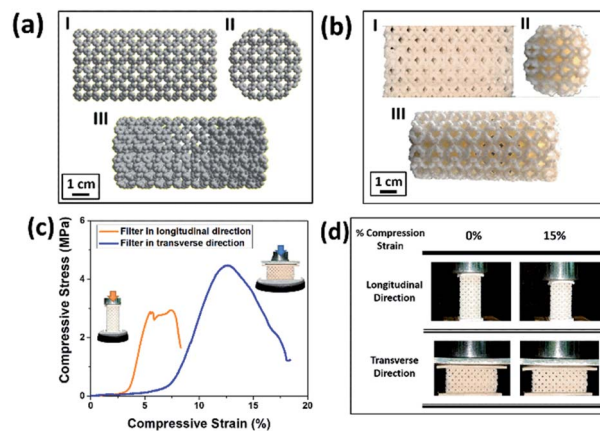 (a)
I
II
III
1 cm
(b)
I
II
III
1 cm
(c)
Compressive Stress (MPa)
6
4
2
0
Filter in longitudinal direction
Filter in transverse direction
0
5
10
15
20
Compressive Strain (%)
(d)
% Compression
Strain
0%
15%
Longitudinal
Direction
Transverse
Direction